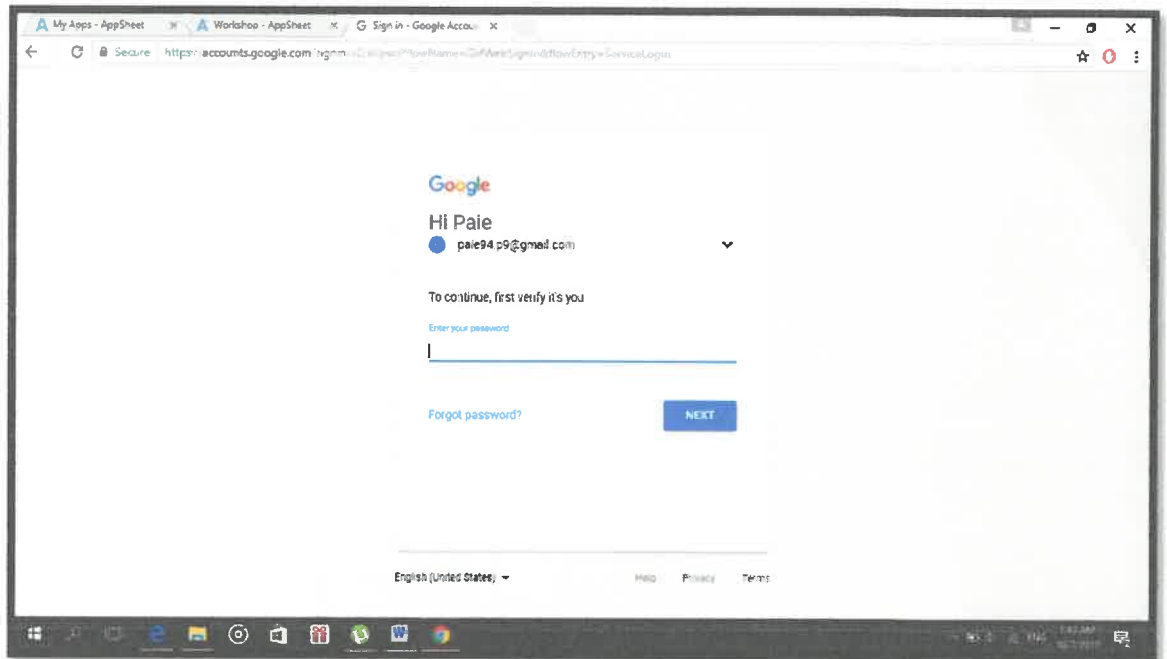 My Apps - AppSheet
Workshop - AppSheet
Sign in - Google Accou
Secure https accounts.google.com
Google
Hi Paie
paie94.p9@gmail.com
To continue, first verify it's you
Enter your password
Forgot password?
NEXT
English (United States)
Help Privacy Terms
ENG